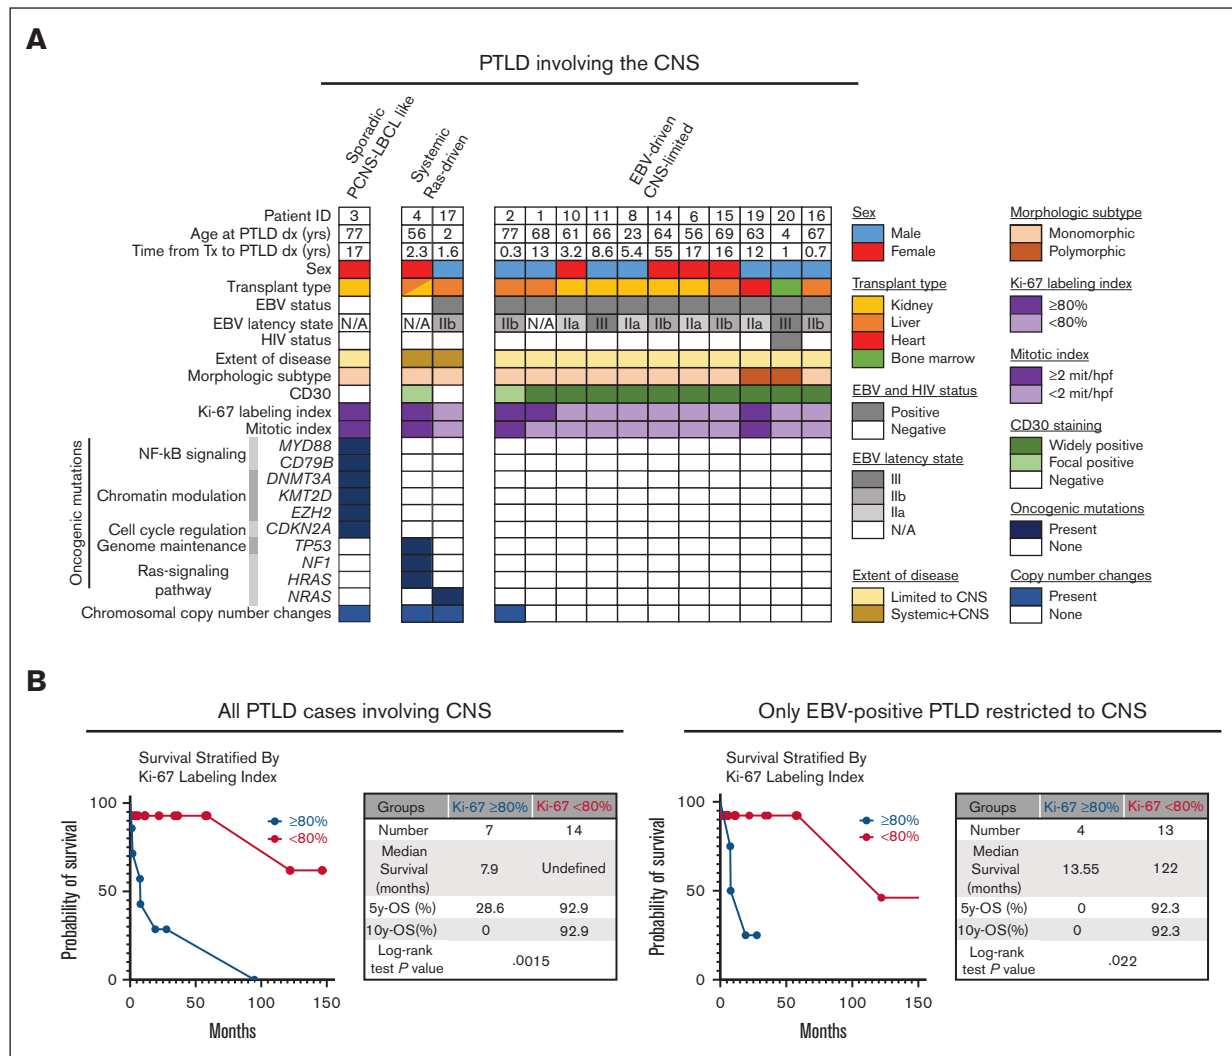 A
PTLD involving the CNS
Sporadic
PCNS-LBCL like
Systemic
Ras-driven
EBV-driven
CNS-limited
Patient ID 3 4 17 2 1 10 11 8 14 6 15 19 20 16
Age at PTLD dx (yrs) 77 56 2 77 68 61 66 23 64 56 69 63 4 67
Time from Tx to PTLD dx (yrs) 17 2.3 1.6 0.3 13 3.2 8.6 5.4 55 17 16 12 1 0.7
Sex
Transplant type
EBV status
EBV latency state N/A N/A IIb IIb N/A IIa III IIa IIb IIa IIb IIa III IIb
HIV status
Extent of disease
Morphologic subtype
CD30
Ki-67 labeling index
Mitotic index
Oncogenic mutations
NF-kB signaling
MYD88
CD79B
Chromatin modulation
DNMT3A
KMT2D
EZH2
Cell cycle regulation CDKN2A
Genome maintenance TP53
Ras-signaling
pathway
NF1
HRAS
NRAS
Chromosomal copy number changes
Sex
Male
Female
Transplant type
Kidney
Liver
Heart
Bone marrow
EBV and HIV status
Positive
Negative
EBV latency state
III
IIb
IIa
N/A
Extent of disease
Limited to CNS
Systemic+CNS
Morphologic subtype
Monomorphic
Polymorphic
Ki-67 labeling index
≥80%
<80%
Mitotic index
≥2 mit/hpf
<2 mit/hpf
CD30 staining
Widely positive
Focal positive
Negative
Oncogenic mutations
Present
None
Copy number changes
Present
None
B
All PTLD cases involving CNS
Survival Stratified By
Ki-67 Labeling Index
≥80%
<80%
Probability of survival
100
50
0
0 50 100 150
Months
Groups Ki-67 ≥80% Ki-67 <80%
Number 7 14
Median
Survival 7.9 Undefined
(months)
5y-OS (%) 28.6 92.9
10y-OS(%) 0 92.9
Log-rank
test P value .0015
Only EBV-positive PTLD restricted to CNS
Survival Stratified By
Ki-67 Labeling Index
≥80%
<80%
Probability of survival
100
50
0
0 50 100 150
Months
Groups Ki-67 ≥80% Ki-67 <80%
Number 4 13
Median
Survival 13.55 122
(months)
5y-OS (%) 0 92.3
10y-OS(%) 0 92.3
Log-rank
test P value .022